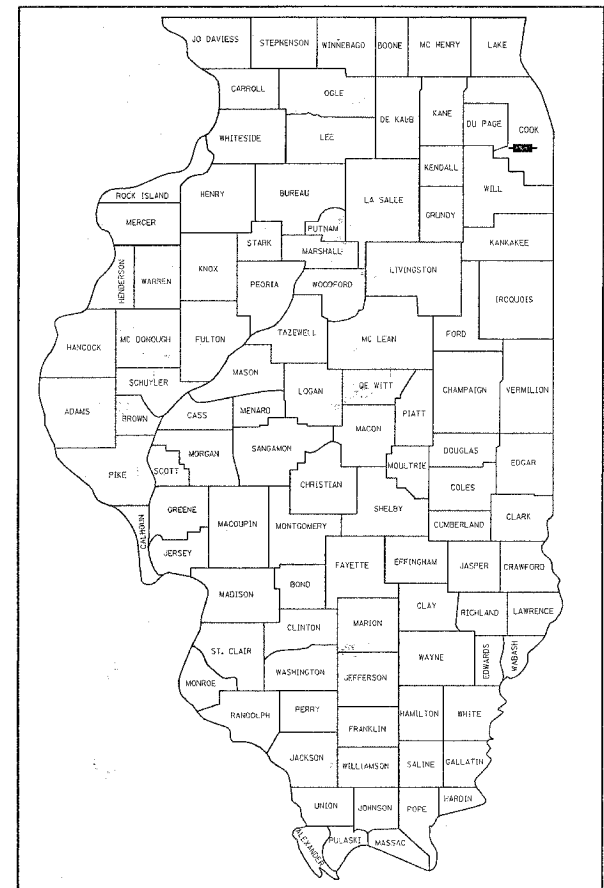 JO DAVIESS
STEPHENSON
WINNEBAGO
BOONE
MC HENRY
LAKE
CARROLL
OGLE
DE KALB
KANE
DU PAGE
COOK
WHITESIDE
LEE
KENDALL
WILL
ROCK ISLAND
HENRY
BUREAU
LA SALLE
GRUNDY
MERCER
PUTNAM
KANKAKEE
STARK
MARSHALL
HENDERSON
WARREN
KNOX
PEORIA
WOODFORD
LIVINGSTON
IROQUOIS
HANCOCK
MC DONOUGH
FULTON
TAZEWELL
MC LEAN
FORD
SCHUYLER
MASON
LOGAN
DE WITT
CHAMPAIGN
VERMILION
ADAMS
BROWN
CASS
MENARD
MACON
PIATT
PIKE
SCOTT
MORGAN
SANGAMON
CHRISTIAN
MOULTRIE
DOUGLAS
EDGAR
COLES
CALHOUN
GREENE
MACOUPIN
MONTGOMERY
SHELBY
CUMBERLAND
CLARK
JERSEY
FAYETTE
EFFINGHAM
JASPER
CRAWFORD
MADISON
BOND
CLAY
RICHLAND
LAWRENCE
CLINTON
MARION
ST. CLAIR
WAYNE
EDWARDS
WABASH
WASHINGTON
JEFFERSON
MONROE
RANDOLPH
PERRY
HAMILTON
WHITE
FRANKLIN
JACKSON
WILLIAMSON
SALINE
GALLATIN
UNION
JOHNSON
POPE
HARDIN
ALEXANDER
PULASKI
MASSAC